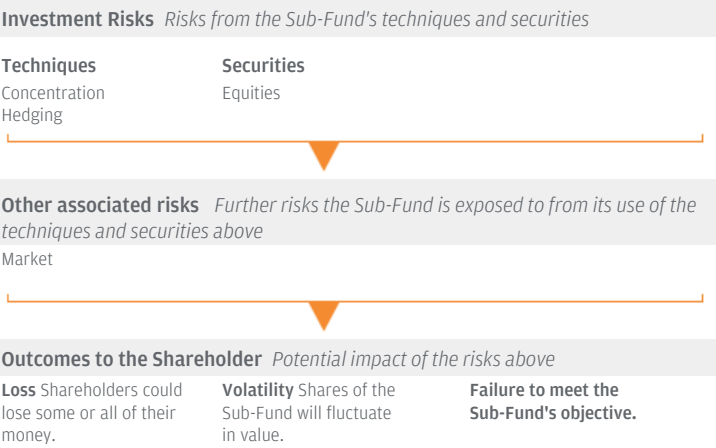 Investment Risks Risks from the Sub-Fund's techniques and securities
Techniques
Concentration
Hedging
Securities
Equities
Other associated risks Further risks the Sub-Fund is exposed to from its use of the
techniques and securities above
Market
Outcomes to the Shareholder Potential impact of the risks above
Loss Shareholders could
lose some or all of their
money.
Volatility Shares of the
Sub-Fund will fluctuate
in value.
Failure to meet the
Sub-Fund's objective.